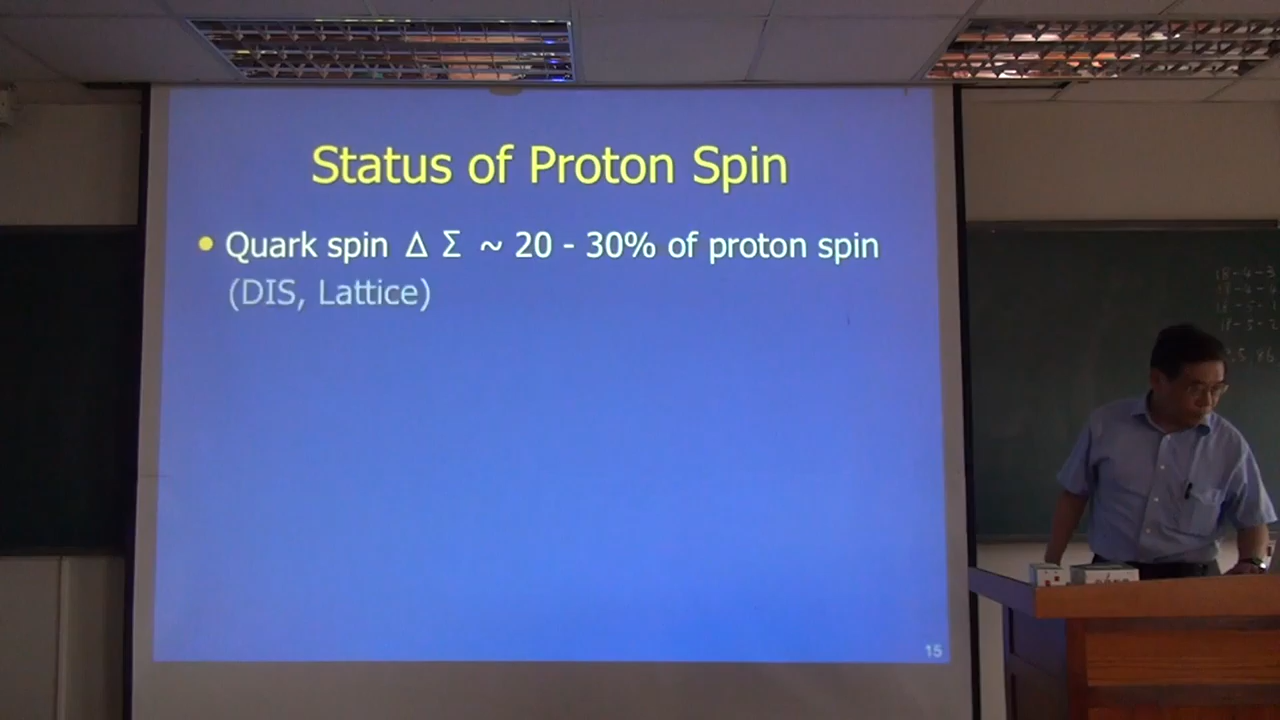 Status of Proton Spin
Quark spin Δ Σ ~ 20 - 30% of proton spin
(DIS, Lattice)
15